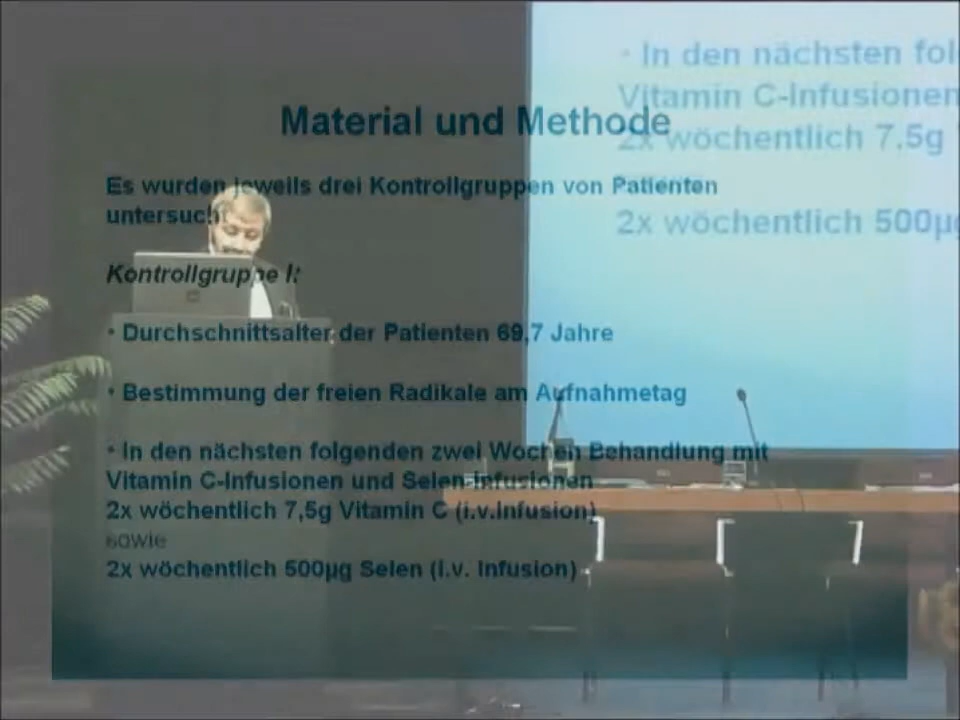 Material und Methode
Es wurden jeweils drei Kontrollgruppen von Patienten
untersucht
Kontrollgruppe I:
• Durchschnittsalter der Patienten 69,7 Jahre
• Bestimmung der freien Radikale am Aufnahmetag
• In den nächsten folgenden zwei Wochen Behandlung mit
Vitamin C-Infusionen und Selen-Infusionen
2x wöchentlich 7,5g Vitamin C (i.v.Infusion)
sowie
2x wöchentlich 500µg Selen (i.v. Infusion)
• In den nächsten fol
Vitamin C-Infusionen
2x wöchentlich 7.5g
2x wöchentlich 500µg